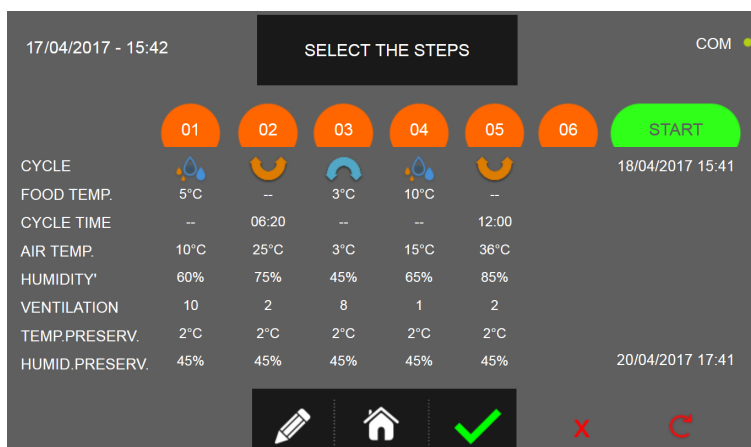 17/04/2017 - 15:42 SELECT THE STEPS COM
01 02 03 04 05 06 START
CYCLE 18/04/2017 15:41
FOOD TEMP. 5°C -- 3°C 10°C --
CYCLE TIME -- 06:20 -- -- 12:00
AIR TEMP. 10°C 25°C 3°C 15°C 36°C
HUMIDITY' 60% 75% 45% 65% 85%
VENTILATION 10 2 8 1 2
TEMP.PRESERV. 2°C 2°C 2°C 2°C 2°C
HUMID.PRESERV. 45% 45% 45% 45% 45% 20/04/2017 17:41
X